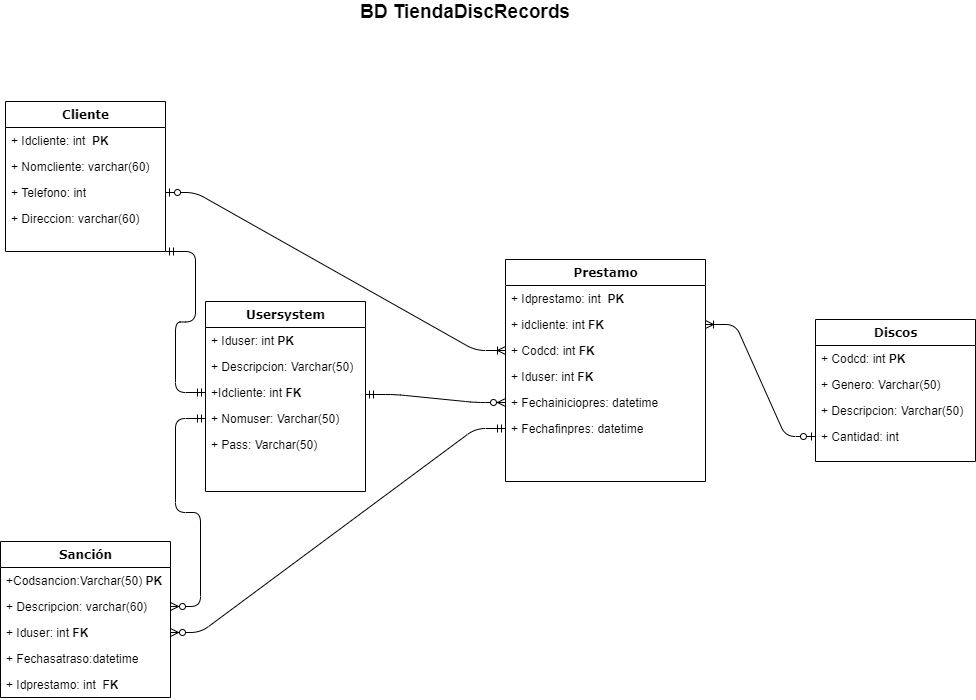 BD TiendaDiscRecords
Cliente
+ Idcliente: int PK
+ Nomcliente: varchar(60)
+ Telefono: int
+ Direccion: varchar(60)
Usersystem
+ Iduser: int PK
+ Descripcion: Varchar(50)
+Idcliente: int FK
+ Nomuser: Varchar(50)
+ Pass: Varchar(50)
Prestamo
+ Idprestamo: int PK
+ idcliente: int FK
+ Codcd: int FK
+ Iduser: int FK
+ Fechainiciopres: datetime
+ Fechafinpres: datetime
Discos
+ Codcd: int PK
+ Genero: Varchar(50)
+ Descripcion: Varchar(50)
+ Cantidad: int
Sanción
+Codsancion:Varchar(50) PK
+ Descripcion: varchar(60)
+ Iduser: int FK
+ Fechasatraso:datetime
+ Idprestamo: int FK